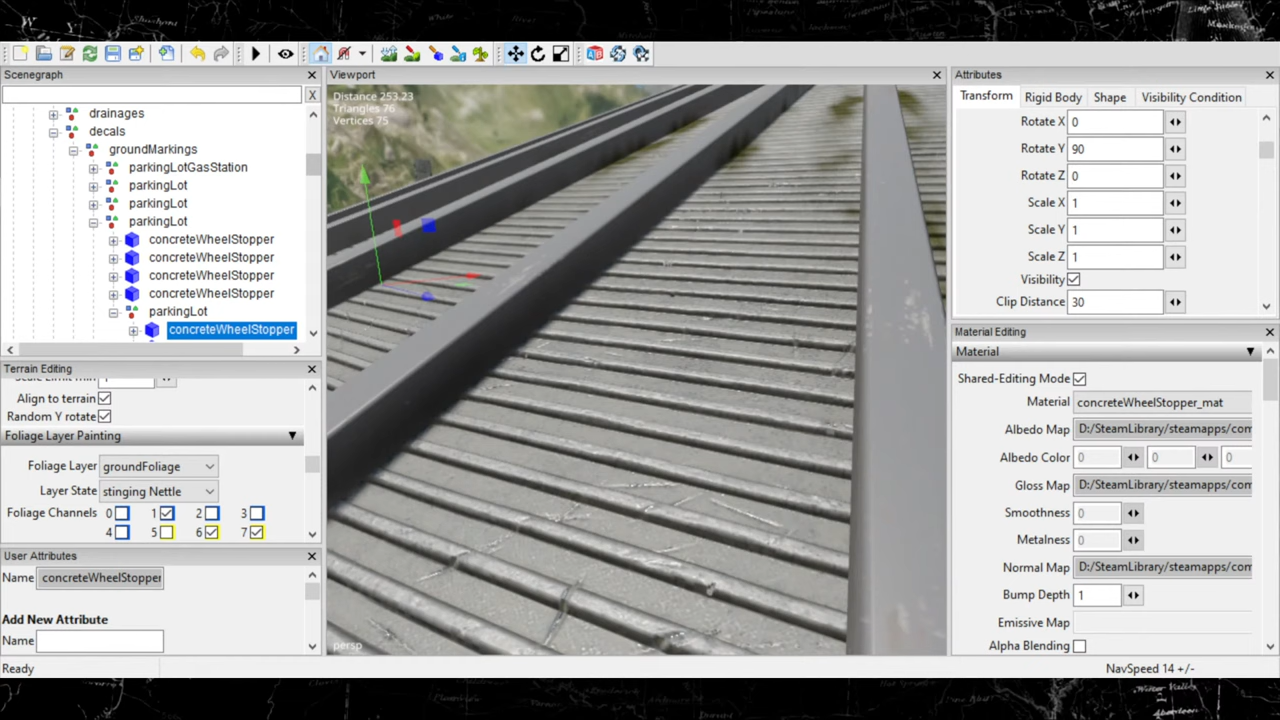 Scenegraph
X
drainages
decals
groundMarkings
parkingLotGasStation
parkingLot
parkingLot
parkingLot
concreteWheelStopper
concreteWheelStopper
concreteWheelStopper
concreteWheelStopper
parkingLot
concreteWheelStopper
Terrain Editing
Align to terrain
Random Y rotate
Foliage Layer Painting
Foliage Layer groundFoliage
Layer State stinging Nettle
Foliage Channels 0 1 2 3
4 5 6 7
User Attributes
Name concreteWheelStopper
Add New Attribute
Name
Ready
Viewport
Distance 253.23
Triangles 76
Vertices 75
persp
Attributes
Transform Rigid Body Shape Visibility Condition
Rotate X 0
Rotate Y 90
Rotate Z 0
Scale X 1
Scale Y 1
Scale Z 1
Visibility
Clip Distance 30
Material Editing
Material
Shared-Editing Mode
Material concreteWheelStopper_mat
Albedo Map D:/SteamLibrary/steamapps/com
Albedo Color 0 0 0
Gloss Map D:/SteamLibrary/steamapps/com
Smoothness 0
Metalness 0
Normal Map D:/SteamLibrary/steamapps/com
Bump Depth 1
Emissive Map
Alpha Blending
NavSpeed 14 +/-